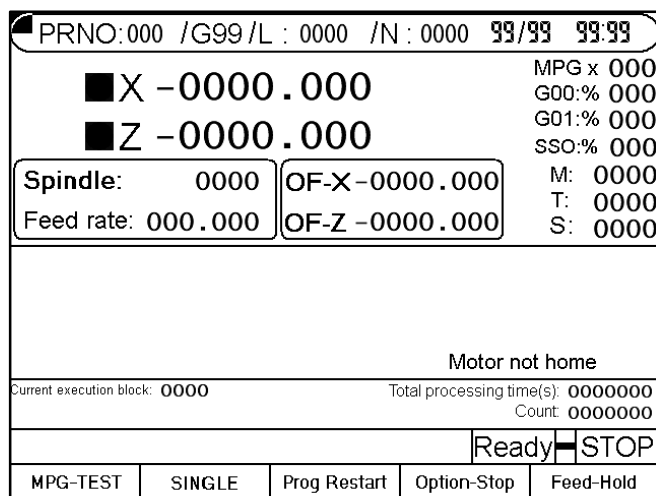 PRNO:000 /G99/L : 0000 /N : 0000 99/99 99:99
X -0000.000
Z -0000.000
MPG x 000
G00:% 000
G01:% 000
SSO:% 000
M: 0000
T: 0000
S: 0000
Spindle: 0000
Feed rate: 000.000
OF-X -0000.000
OF-Z -0000.000
Motor not home
Current execution block: 0000
Total processing time(s): 0000000
Count: 0000000
Ready STOP
MPG-TEST SINGLE Prog Restart Option-Stop Feed-Hold